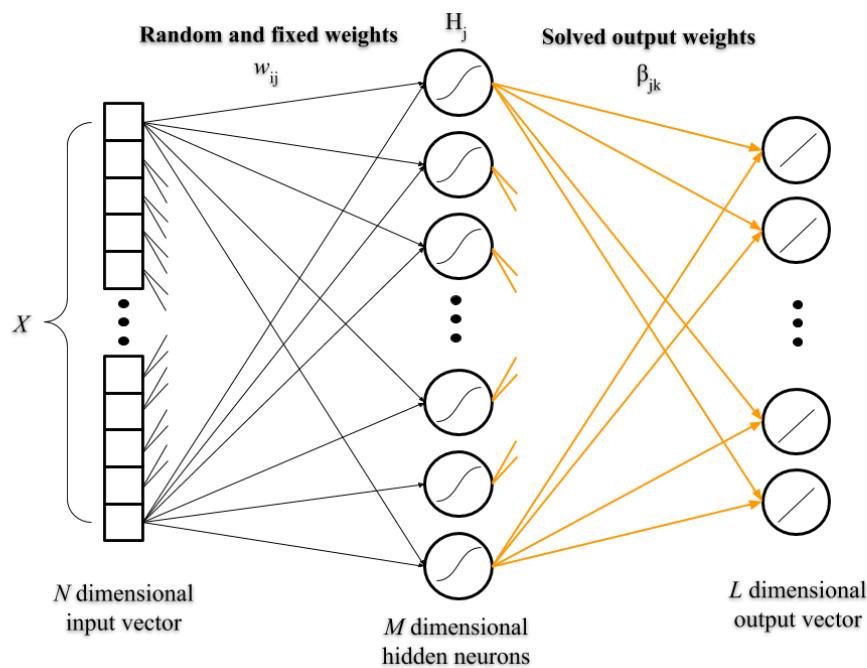 Random and fixed weights
w_ij
H_j
Solved output weights
β_jk
X
N dimensional
input vector
M dimensional
hidden neurons
L dimensional
output vector